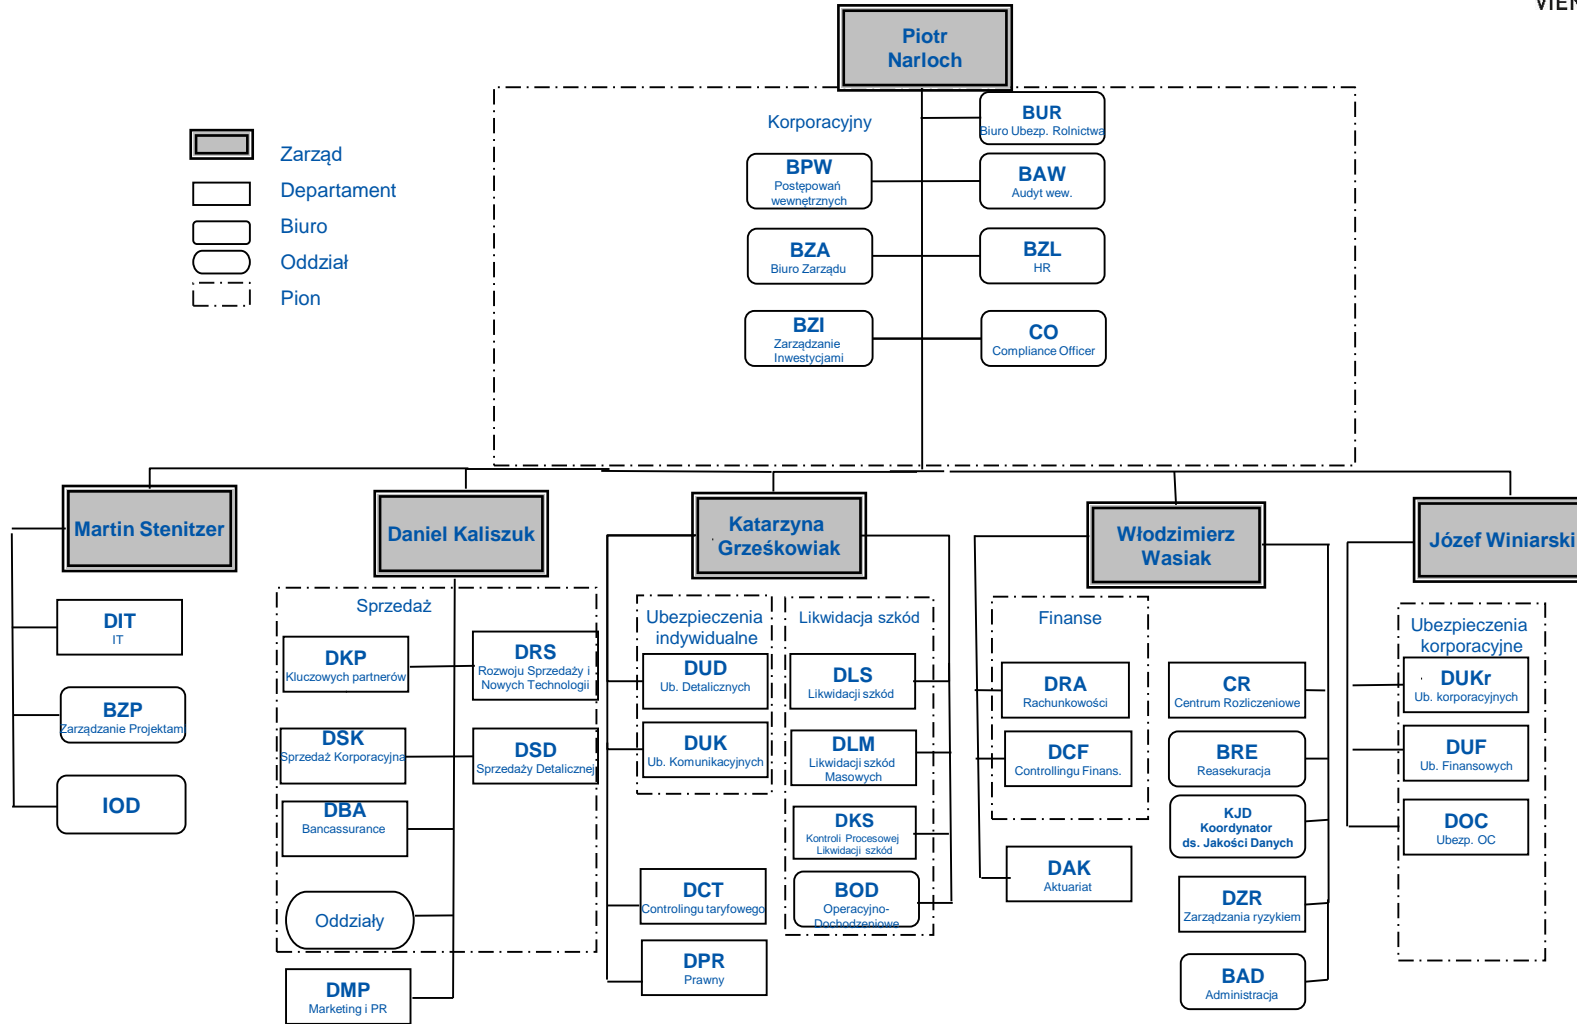 VIEN
Piotr
Narloch
Korporacyjny
BUR
Biuro Ubezp. Rolnictwa
BPW
Postępowań
wewnętrznych
BAW
Audyt wew.
BZA
Biuro Zarządu
BZL
HR
BZI
Zarządzanie
Inwestycjami
CO
Compliance Officer
Zarząd
Departament
Biuro
Oddział
Pion
Martin Stenitzer
Daniel Kaliszuk
Katarzyna
Grześkowiak
Włodzimierz
Wasiak
Józef Winiarski
DIT
IT
BZP
Zarządzanie Projektam
IOD
Sprzedaż
DKP
Kluczowych partnerów
DRS
Rozwoju Sprzedaży i
Nowych Technologii
DSK
Sprzedaż Korporacyjna
DSD
Sprzedaży Detalicznej
DBA
Bancassurance
Oddziały
DMP
Marketing i PR
Ubezpieczenia
indywidualne
DUD
Ub. Detalicznych
DUK
Ub. Komunikacyjnych
DCT
Controlingu taryfowego
DPR
Prawny
Likwidacja szkód
DLS
Likwidacji szkód
DLM
Likwidacji szkód
Masowych
DKS
Kontroli Procesowej
Likwidacji szkód
BOD
Operacyjno-
Dochodzeniowe
Finanse
DRA
Rachunkowości
DCF
Controllingu Finans.
DAK
Aktuariat
CR
Centrum Rozliczeniowe
BRE
Reasekuracja
KJD
Koordynator
ds. Jakości Danych
DZR
Zarządzania ryzykiem
BAD
Administracja
Ubezpieczenia
korporacyjne
DUKr
Ub. korporacyjnych
DUF
Ub. Finansowych
DOC
Ubezp. OC